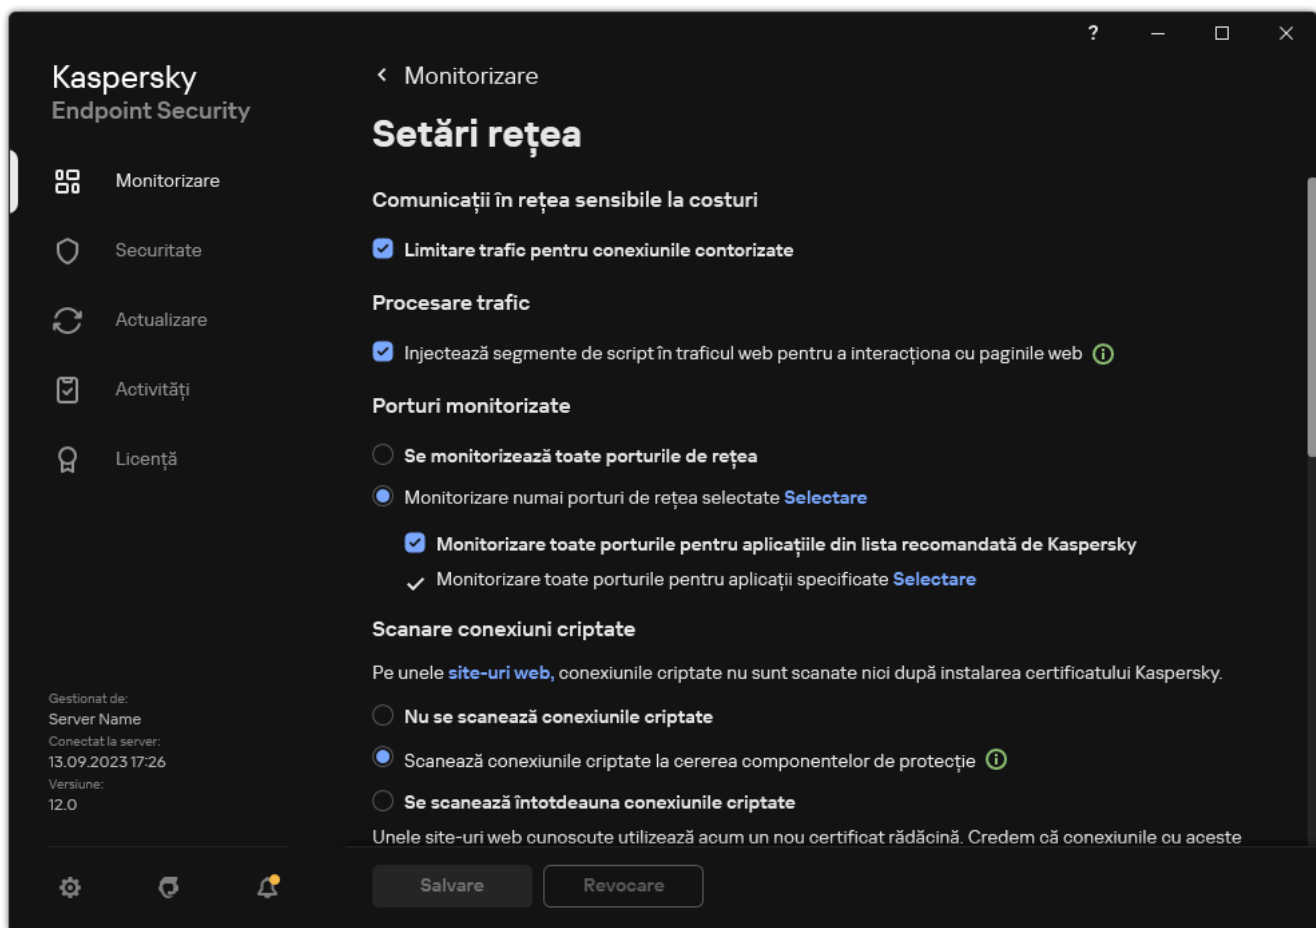 ?
Kaspersky
Endpoint Security
Monitorizare
Securitate
Actualizare
Activități
Licență
Gestionat de:
Server Name
Conectat la server:
13.09.2023 17:26
Versiune:
12.0
Monitorizare
Setări rețea
Comunicații în rețea sensibile la costuri
Limitare trafic pentru conexiunile contorizate
Procesare trafic
Injectează segmente de script în traficul web pentru a interacționa cu paginile web
Porturi monitorizate
Se monitorizează toate porturile de rețea
Monitorizare numai porturi de rețea selectate Selectare
Monitorizare toate porturile pentru aplicațiile din lista recomandată de Kaspersky
Monitorizare toate porturile pentru aplicații specificate Selectare
Scanare conexiuni criptate
Pe unele site-uri web, conexiunile criptate nu sunt scanate nici după instalarea certificatului Kaspersky.
Nu se scanează conexiunile criptate
Scanează conexiunile criptate la cererea componentelor de protecție
Se scanează întotdeauna conexiunile criptate
Unele site-uri web cunoscute utilizează acum un nou certificat rădăcină. Credem că conexiunile cu aceste
Salvare
Revocare